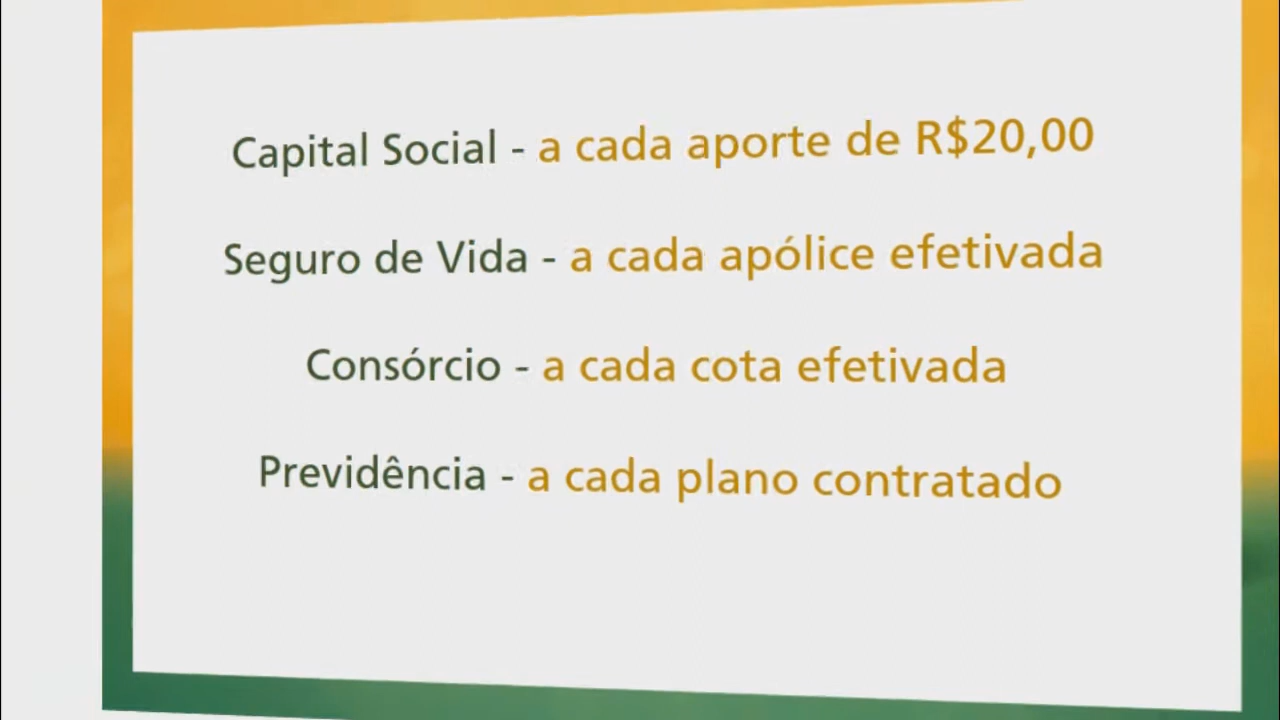 Capital Social - a cada aporte de R$20,00
Seguro de Vida - a cada apólice efetivada
Consórcio - a cada cota efetivada
Previdência - a cada plano contratado